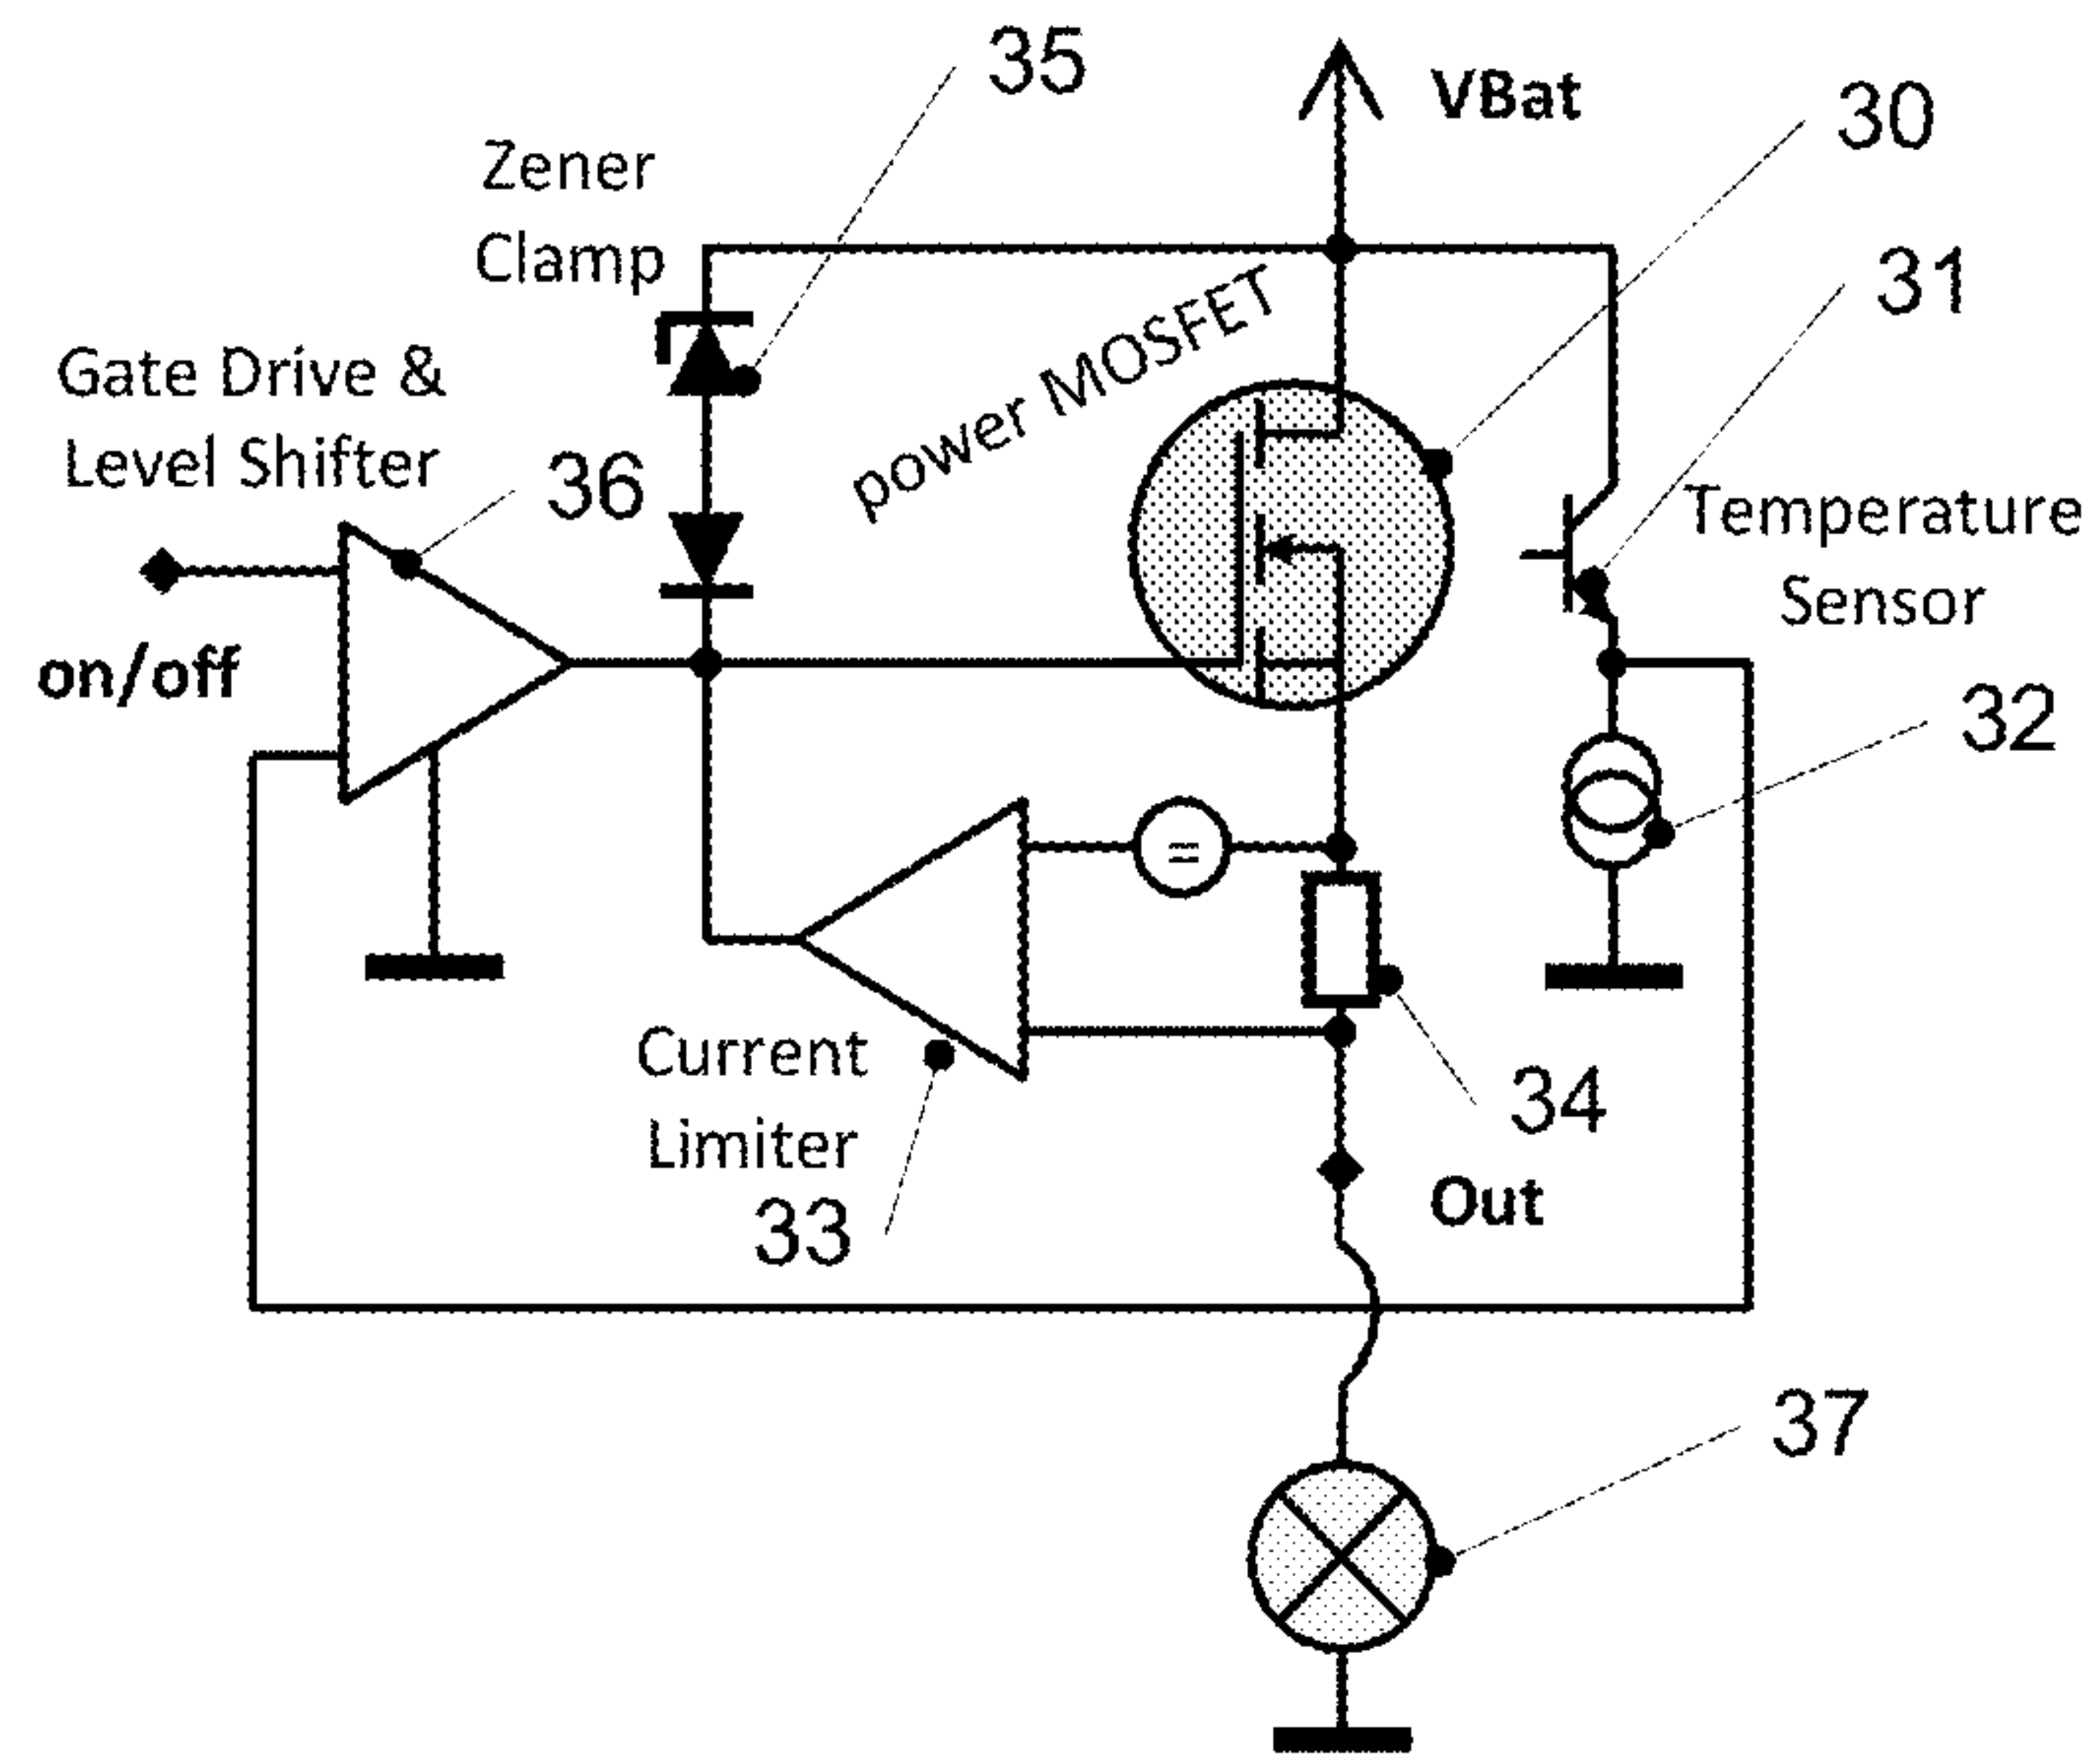 35
VBat
30
Zener
Clamp
31
power MOSFET
Gate Drive &
Level Shifter
36
Temperature
Sensor
on/off
32
=
Current
Limiter
33
34
Out
37